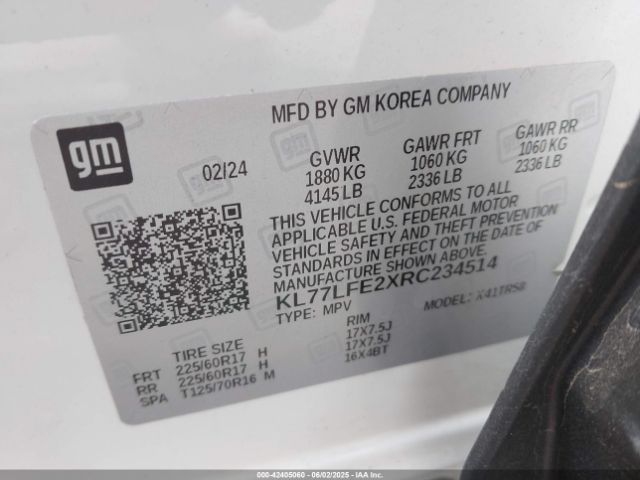 MFD BY GM KOREA COMPANY
gm
02/24
GVWR
1880 KG
4145 LB
GAWR FRT
1060 KG
2336 LB
GAWR RR
1060 KG
2336 LB
THIS VEHICLE CONFORMS TO ALL
APPLICABLE U.S. FEDERAL MOTOR
VEHICLE SAFETY AND THEFT PREVENTION
STANDARDS IN EFFECT ON THE DATE OF
MANUFACTURE SHOWN ABOVE.
KL77LFE2XRC234514
TYPE: MPV
MODEL:
TIRE SIZE
RIM
FRT 225/60R17 H 17X7.5J
RR 225/60R17 H 17X7.5J
SPA T125/70R16 M 16X4BT
000-42405060 - 06/02/2025 - IAAI.COM